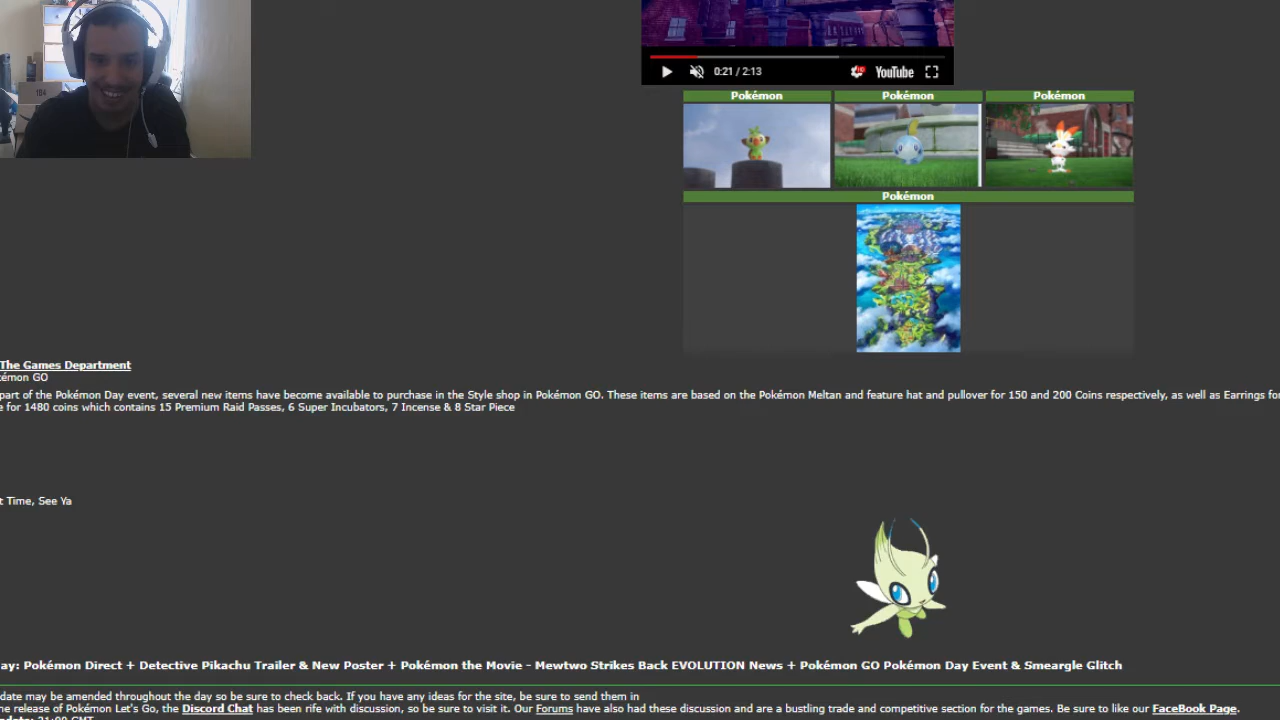 0:21 / 2:13 YouTube
Pokémon Pokémon Pokémon
Pokémon
The Games Department
émon GO
part of the Pokémon Day event, several new items have become available to purchase in the Style shop in Pokémon GO. These items are based on the Pokémon Meltan and feature hat and pullover for 150 and 200 Coins respectively, as well as Earrings for
e for 1480 coins which contains 15 Premium Raid Passes, 6 Super Incubators, 7 Incense & 8 Star Piece
t Time, See Ya
ay: Pokémon Direct + Detective Pikachu Trailer & New Poster + Pokémon the Movie - Mewtwo Strikes Back EVOLUTION News + Pokémon GO Pokémon Day Event & Smeargle Glitch
date may be amended throughout the day so be sure to check back. If you have any ideas for the site, be sure to send them in
he release of Pokémon Let's Go, the Discord Chat has been rife with discussion, so be sure to visit it. Our Forums have also had these discussion and are a bustling trade and competitive section for the games. Be sure to like our FaceBook Page.